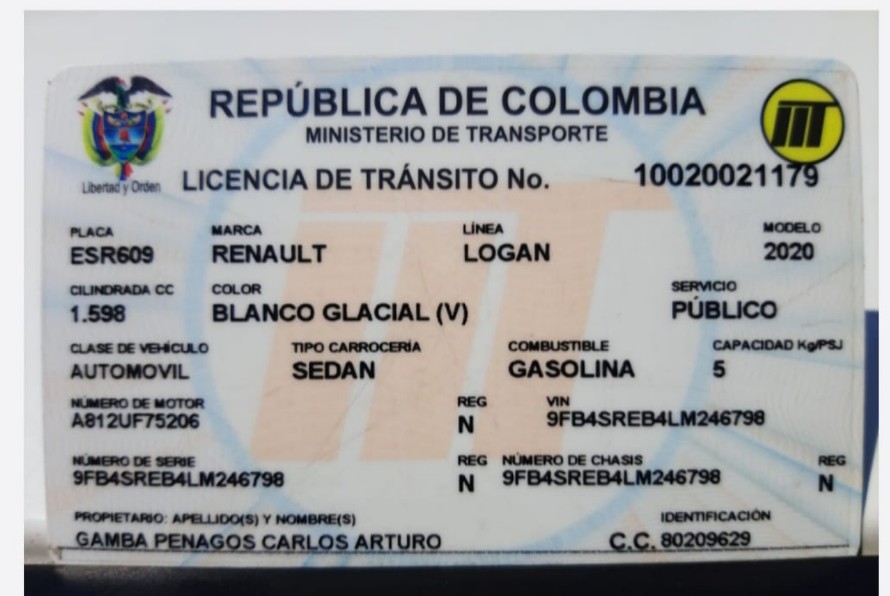 REPÚBLICA DE COLOMBIA
MINISTERIO DE TRANSPORTE
Libertad y Orden
LICENCIA DE TRÁNSITO No. 10020021179
PLACA MARCA LÍNEA MODELO
ESR609 RENAULT LOGAN 2020
CILINDRADA CC COLOR SERVICIO
1.598 BLANCO GLACIAL (V) PÚBLICO
CLASE DE VEHÍCULO TIPO CARROCERÍA COMBUSTIBLE CAPACIDAD Kg/PSJ
AUTOMOVIL SEDAN GASOLINA 5
NÚMERO DE MOTOR REG VIN
A812UF75206 N 9FB4SREB4LM246798
NÚMERO DE SERIE REG NÚMERO DE CHASIS REG
9FB4SREB4LM246798 N 9FB4SREB4LM246798 N
PROPIETARIO: APELLIDO(S) Y NOMBRE(S) IDENTIFICACIÓN
GAMBA PENAGOS CARLOS ARTURO C.C. 80209629